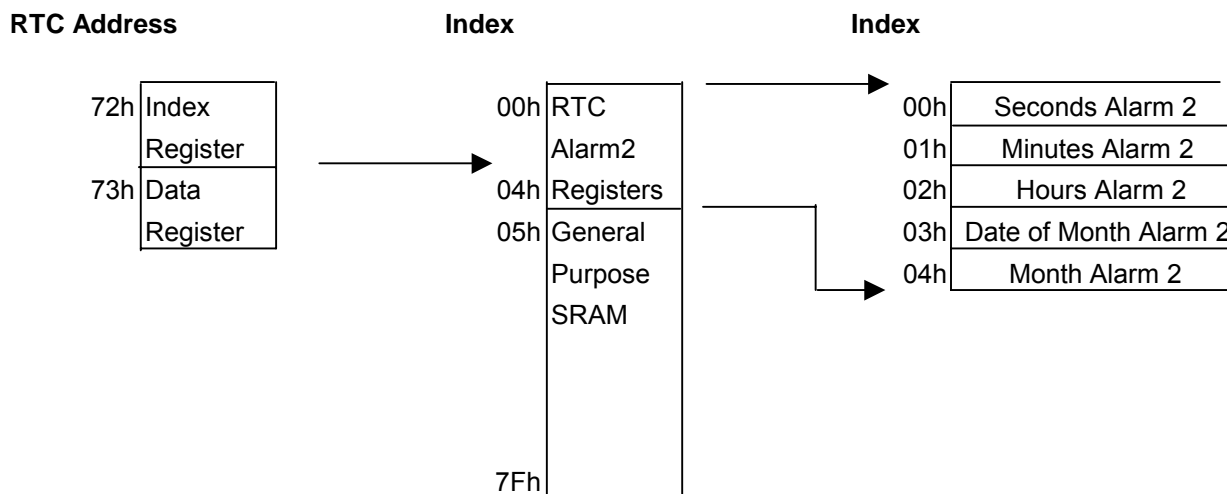 RTC Address Index Index
72h Index 00h RTC 00h Seconds Alarm 2
Register Alarm2 01h Minutes Alarm 2
73h Data 04h Registers 02h Hours Alarm 2
Register 05h General 03h Date of Month Alarm 2
Purpose 04h Month Alarm 2
SRAM
7Fh